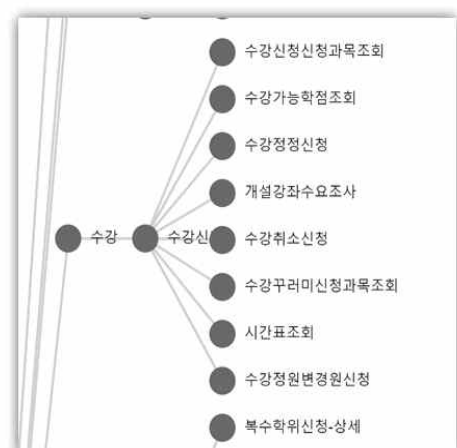 수강신청신청과목조회
수강가능학점조회
수강정정신청
개설강좌수요조사
수강 수강신 수강취소신청
수강꾸러미신청과목조회
시간표조회
수강정원변경원신청
복수학위신청-상세